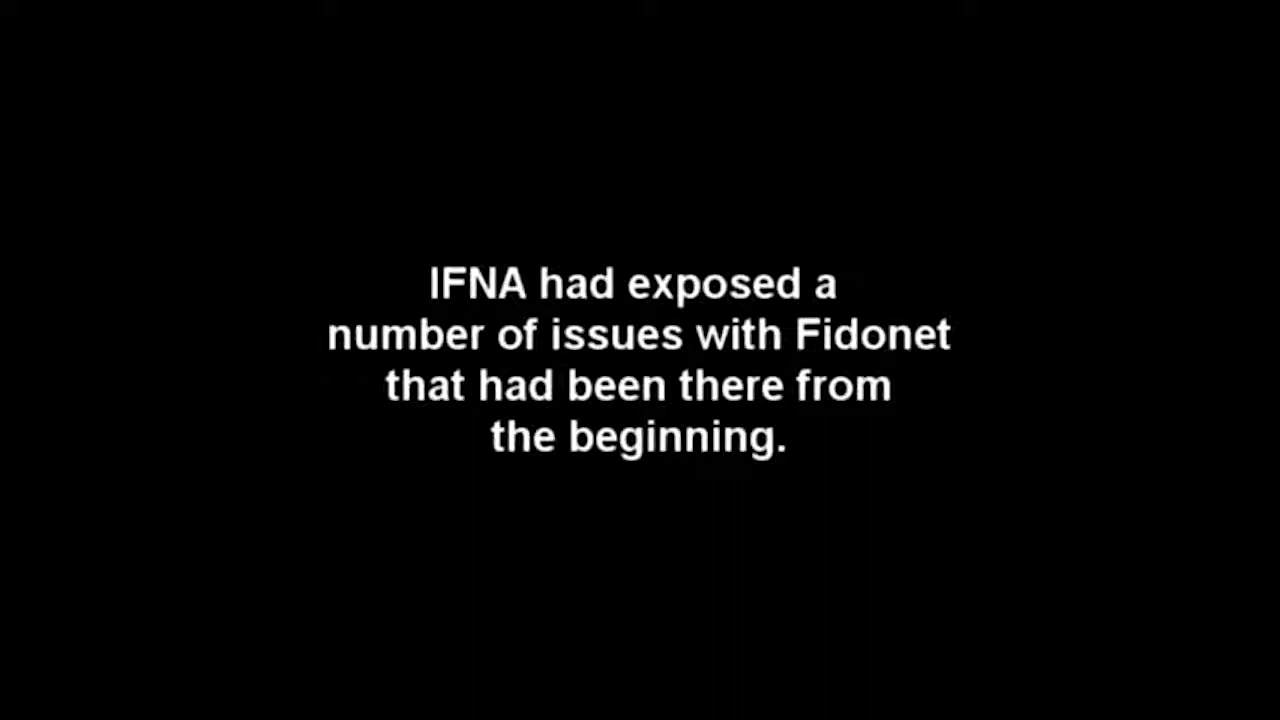 IFNA had exposed a
number of issues with Fidonet
that had been there from
the beginning.